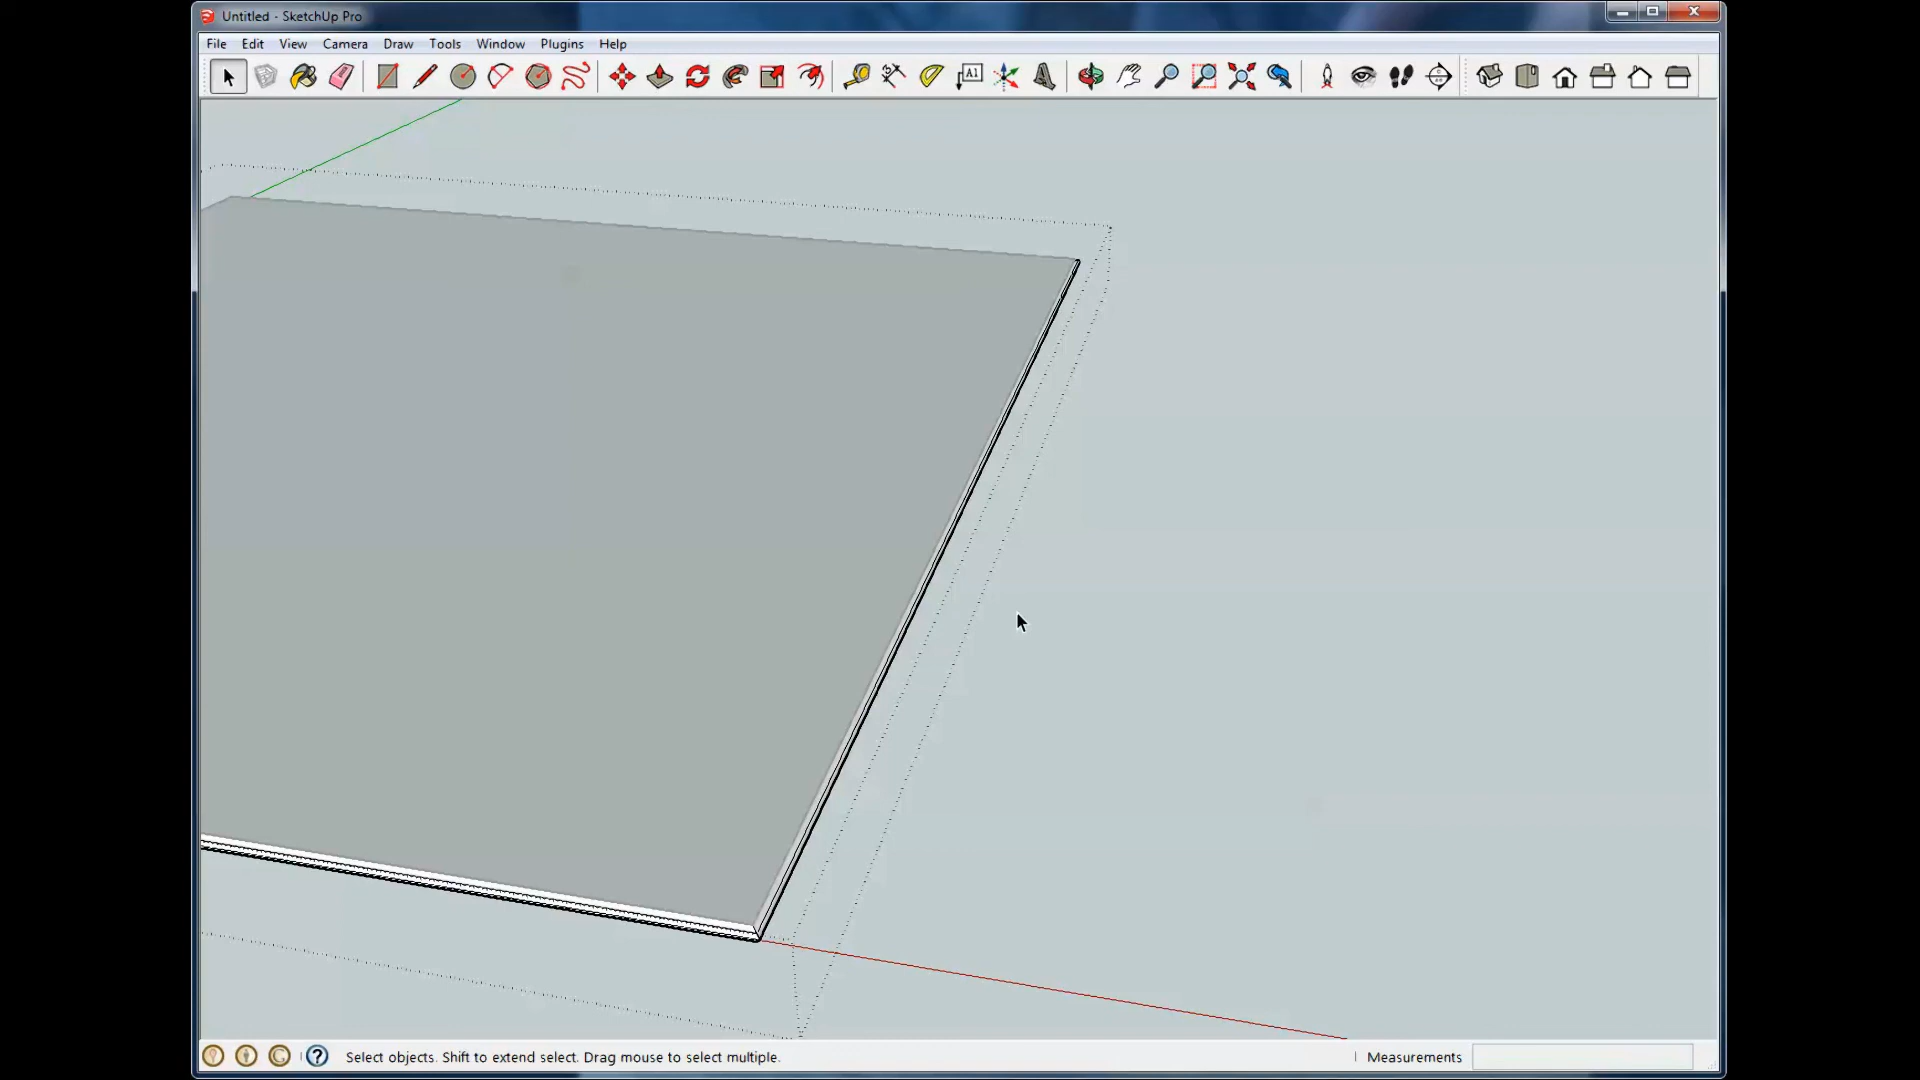 Untitled - SketchUp Pro
File Edit View Camera Draw Tools Window Plugins Help
A1
Select objects. Shift to extend select. Drag mouse to select multiple.
Measurements